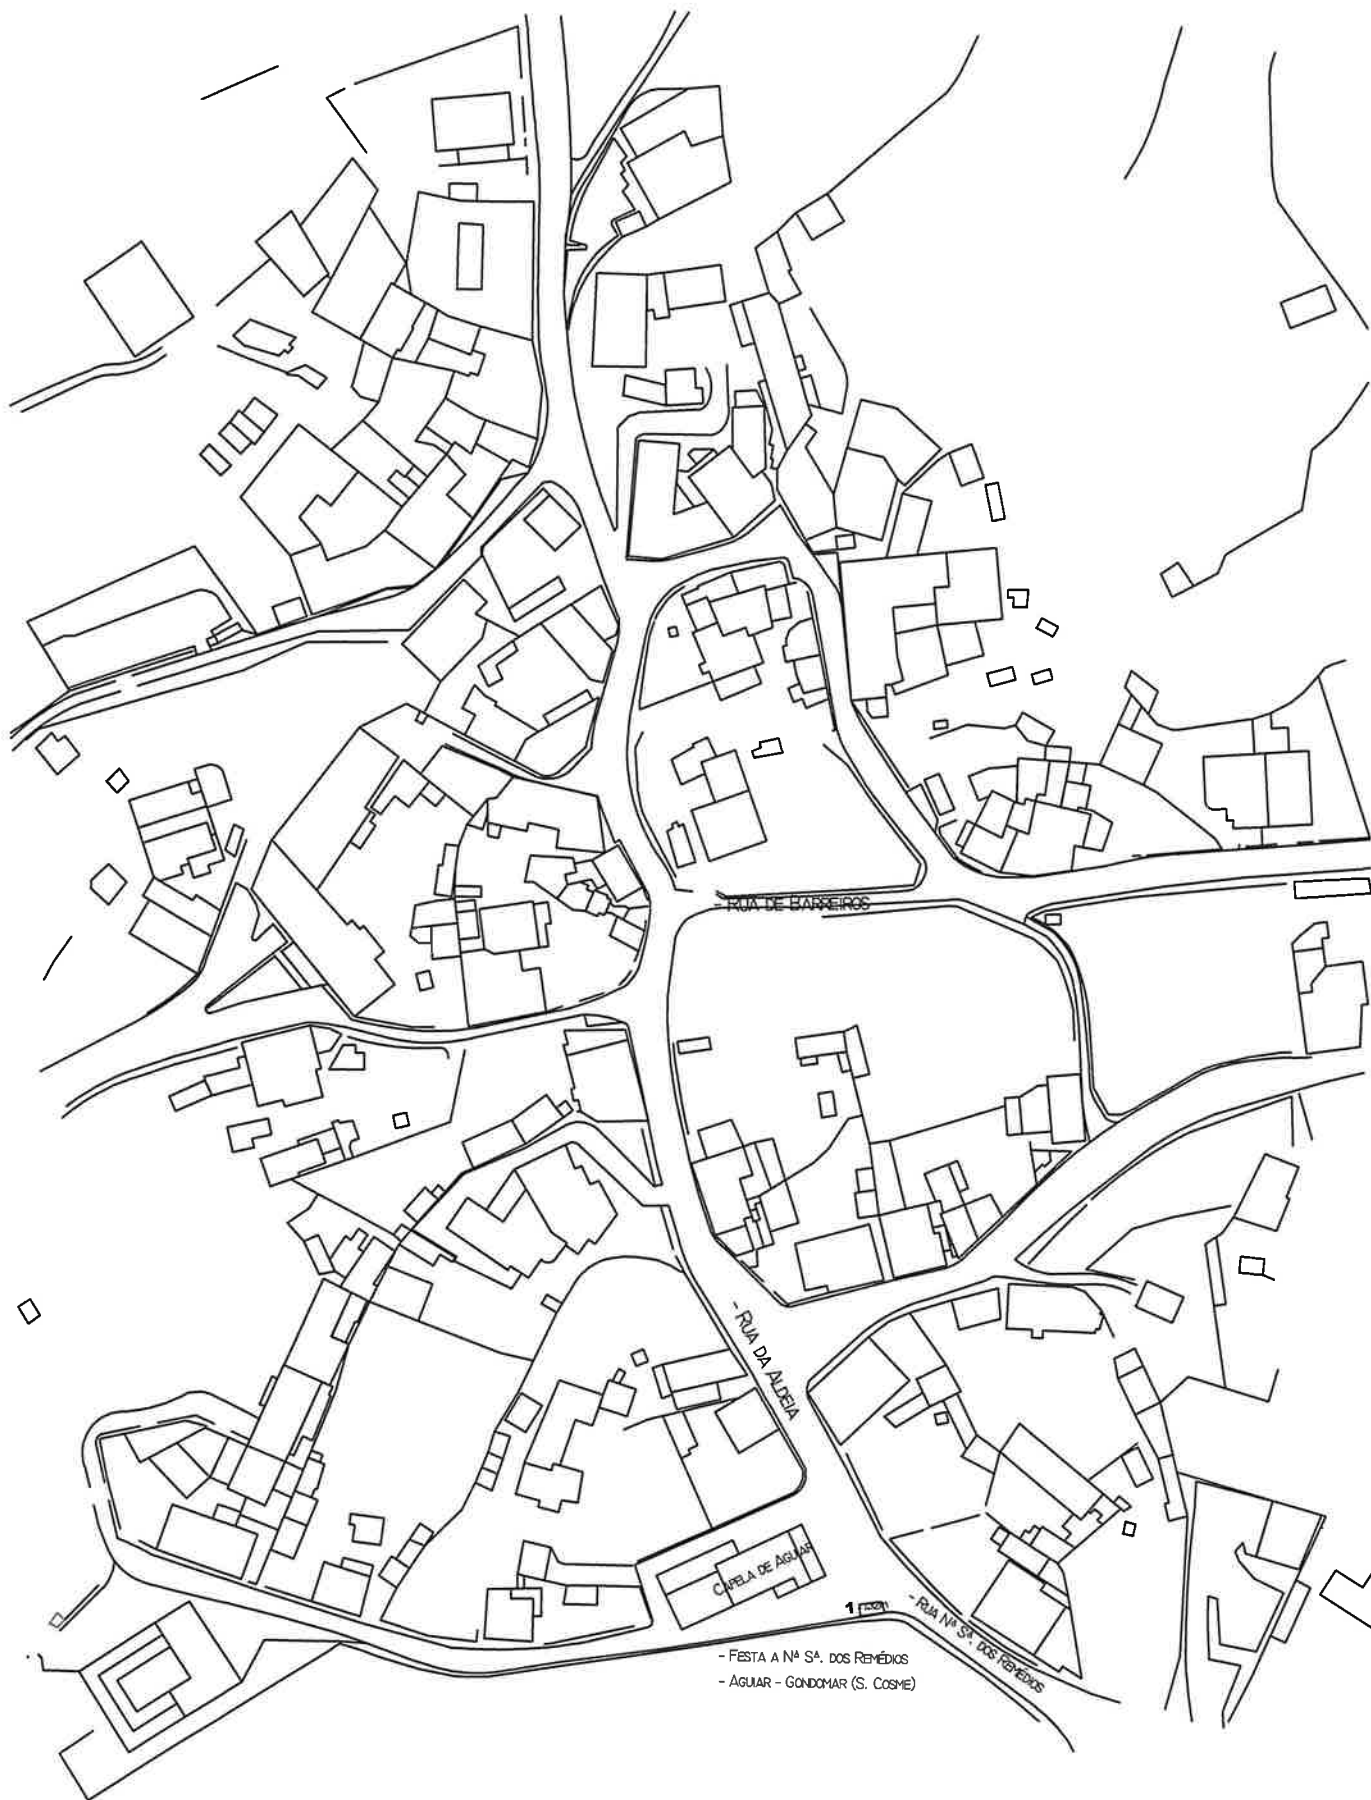 - RUA DE BARREIROS
- RUA DA ALDEIA
CAPELA DE AGUIAR
1
- RUA Nª Sª. DOS REMÉDIOS
- FESTA A Nª Sª. DOS REMÉDIOS
- AGUIAR - GONDOMAR (S. COSME)